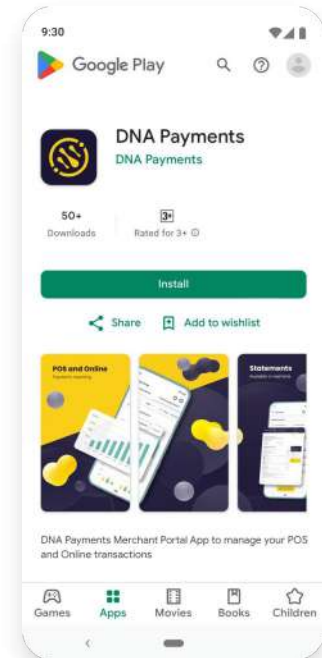 9:30
Google Play
DNA Payments
DNA Payments
50+
3+
Downloads
Rated for 3+
Install
Share
Add to wishlist
POS and Online
Statements
DNA Payments Merchant Portal App to manage your POS
and Online transactions
Games
Apps
Movies
Books
Children